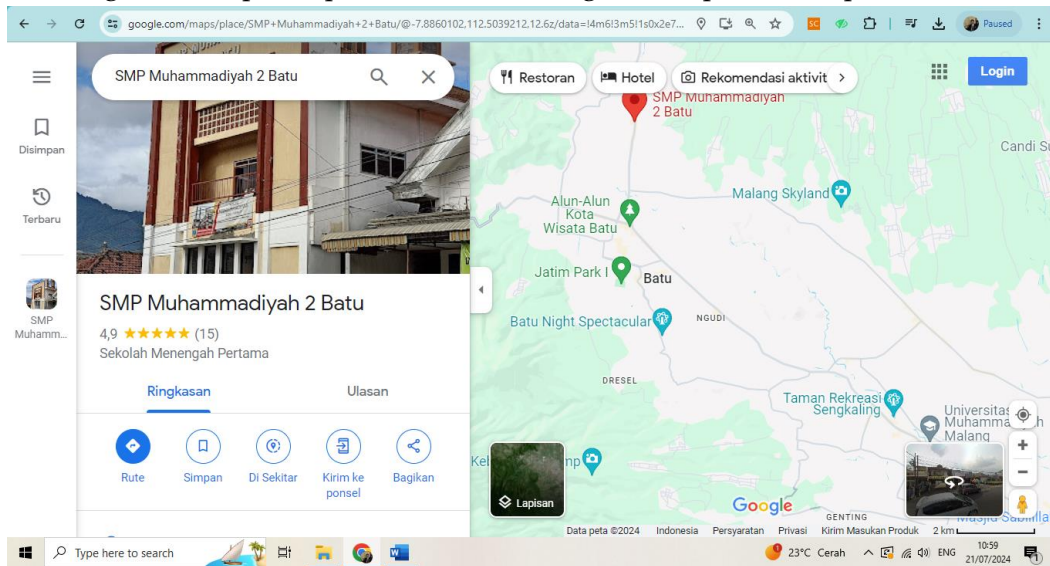 google.com/maps/place/SMP+Muhammadiyah+2+Batu/@-7.8860102,112.5039212,12.6z/data=!4m6!3m5!1s0x2e7...
SC
Paused
SMP Muhammadiyah 2 Batu
Restoran
Hotel
Rekomendasi aktivit
Login
Disimpan
Terbaru
SMP
Muhamm...
SMP Muhammadiyah 2 Batu
4,9
(15)
Sekolah Menengah Pertama
Ringkasan
Ulasan
Rute
Simpan
Di Sekitar
Kirim ke
ponsel
Bagikan
SMP Muhammadiyah
2 Batu
Candi
Malang Skyland
Alun-Alun
Kota
Wisata Batu
Jatim Park I
Batu
Batu Night Spectacular
NGUDI
DRESEL
Taman Rekreasi
Sengkaling
Universitas
Malang
Lapisan
Google
GENTING
Data peta ©2024
Indonesia
Persyaratan
Privasi
Kirim Masukan Produk
2 km
Type here to search
23°C Cerah
ENG
10:59
21/07/2024